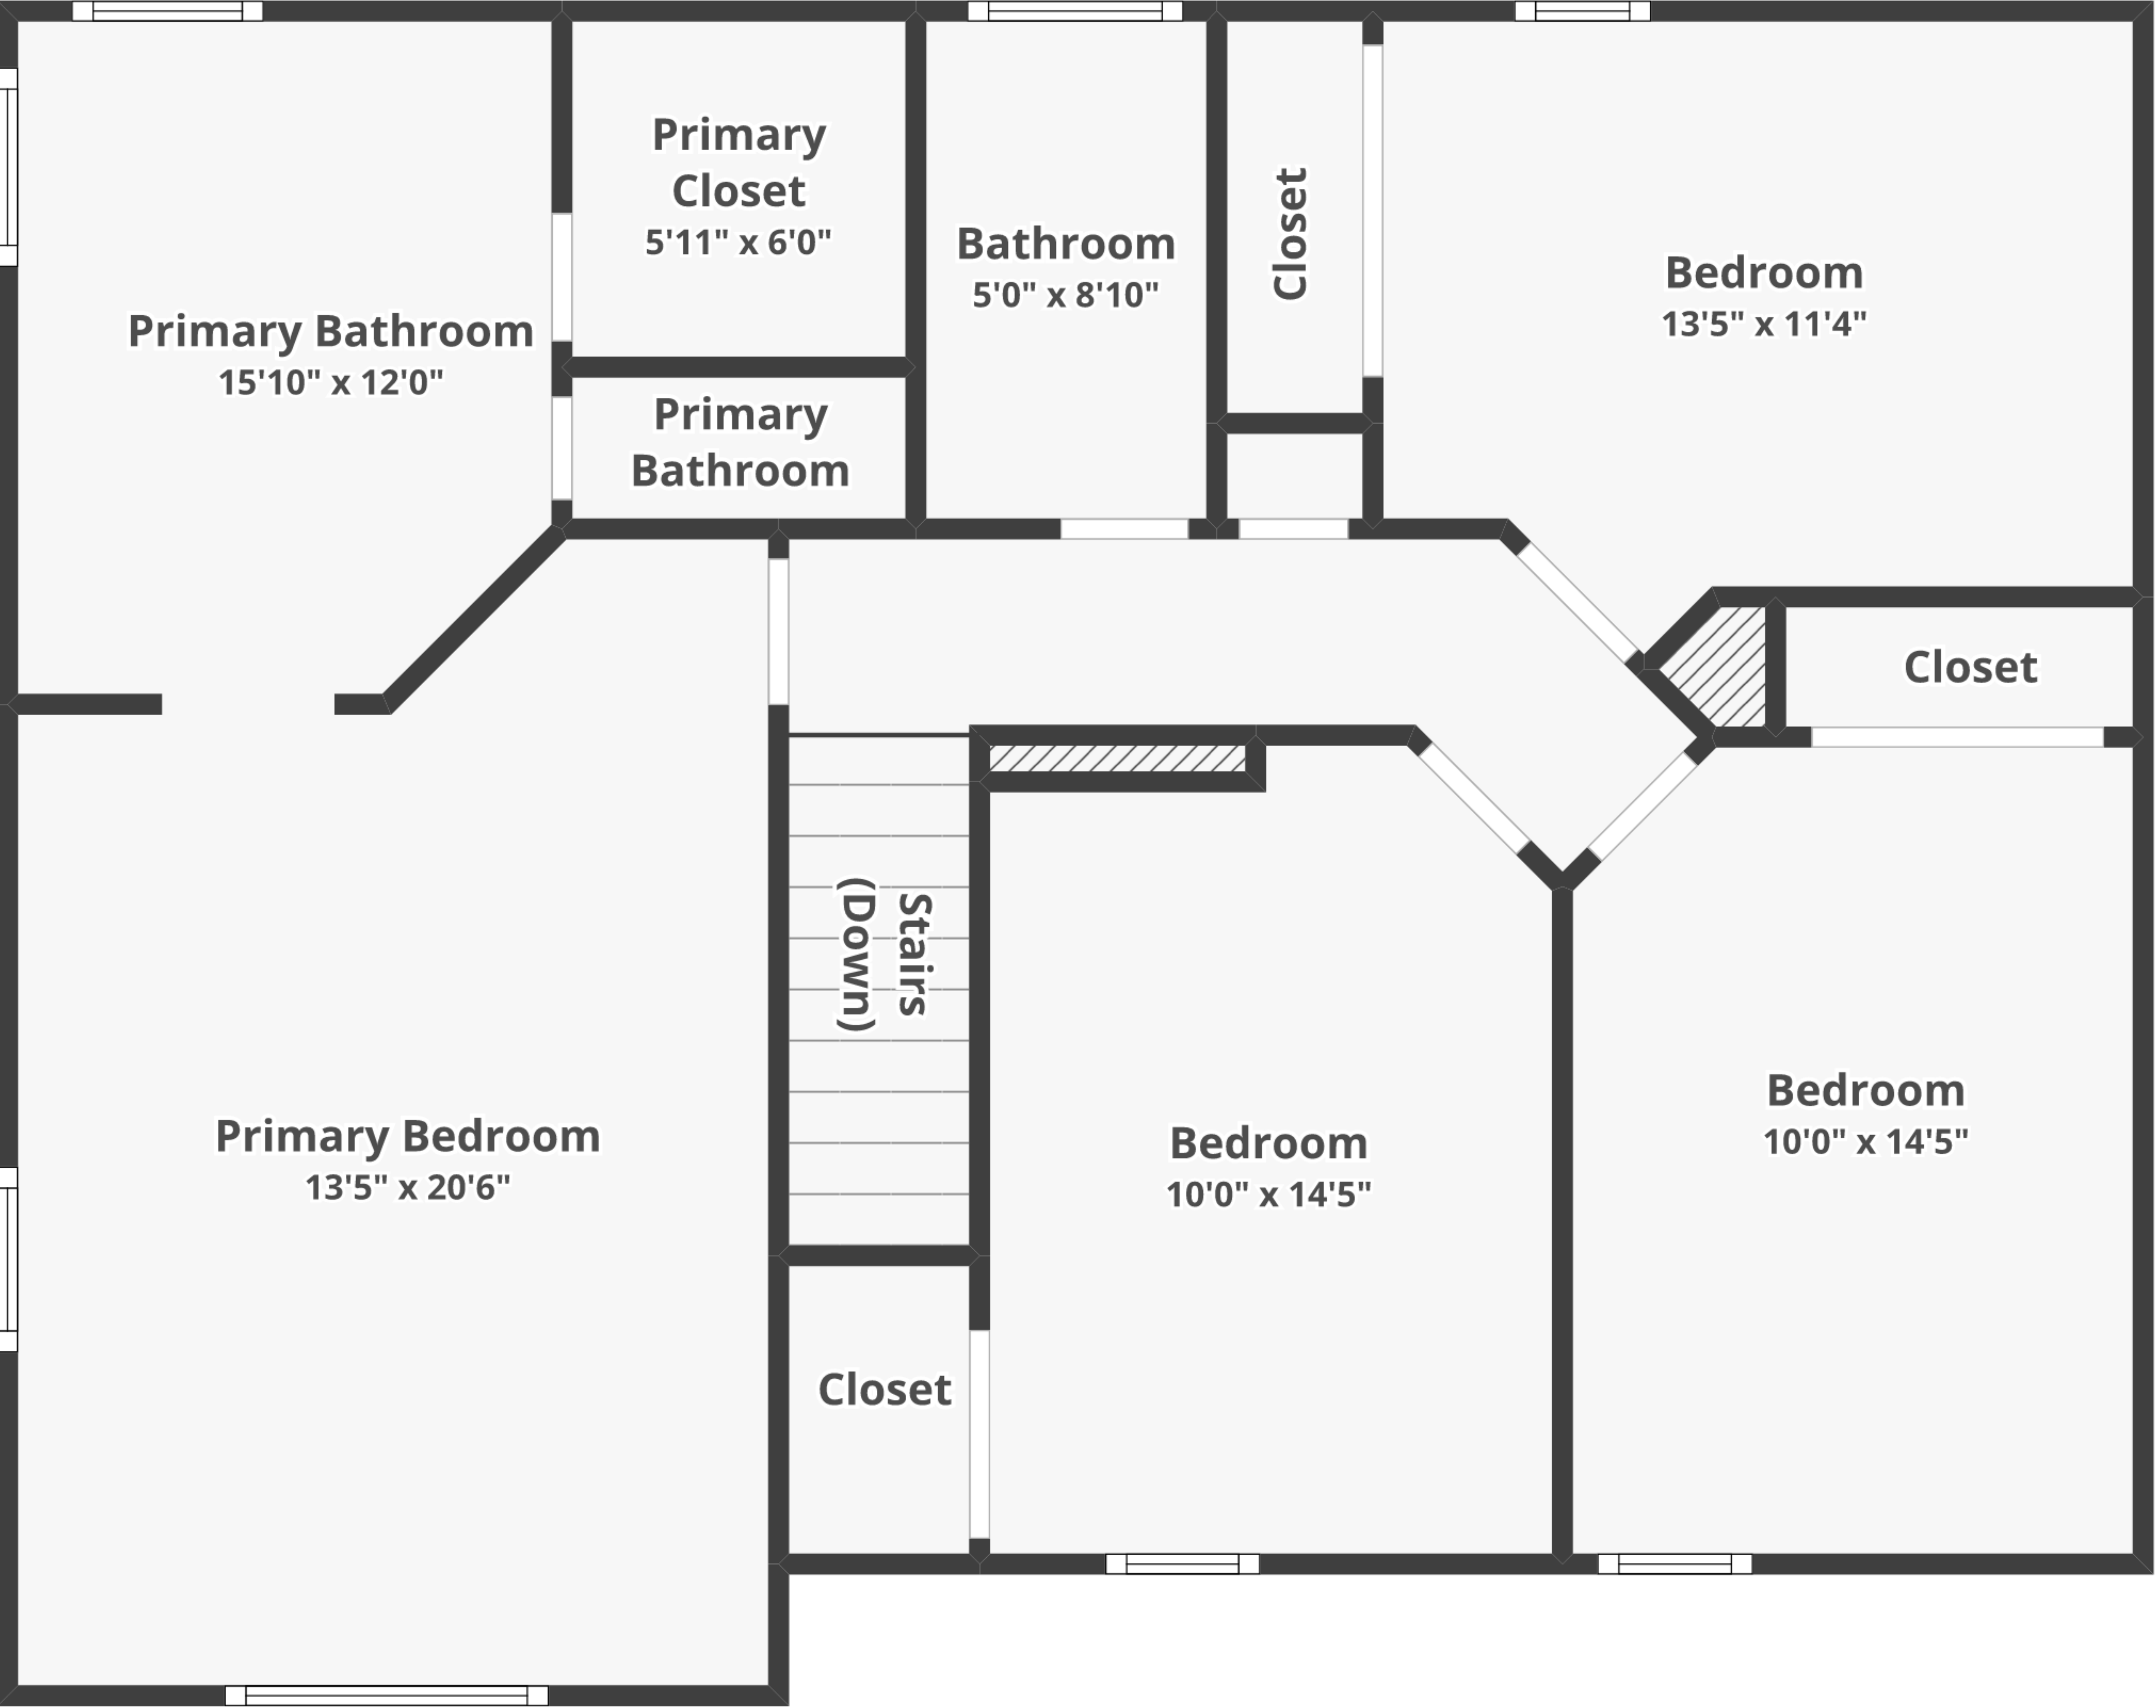 Primary
Closet
5'11" x 6'0"
Bathroom
5'0" x 8'10"
Closet
Bedroom
13'5" x 11'4"
Primary Bathroom
15'10" x 12'0"
Primary
Bathroom
Closet
Stairs
(Down)
Primary Bedroom
13'5" x 20'6"
Bedroom
10'0" x 14'5"
Bedroom
10'0" x 14'5"
Closet